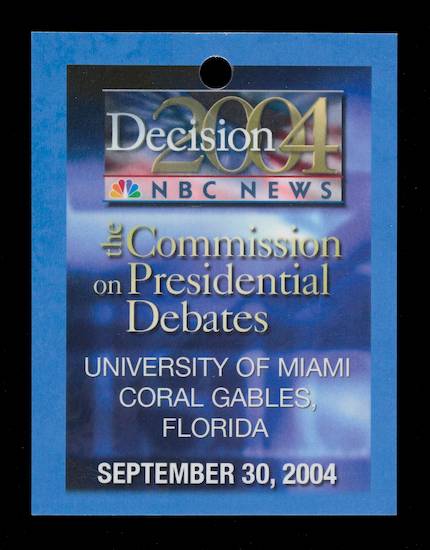 Decision 2004
NBC NEWS
the Commission
on Presidential
Debates
UNIVERSITY OF MIAMI
CORAL GABLES,
FLORIDA
SEPTEMBER 30, 2004